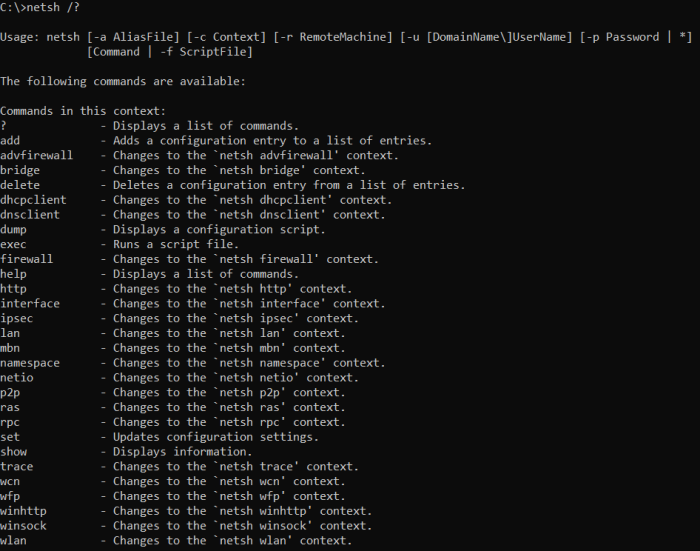 C:\>netsh /?
Usage: netsh [-a AliasFile] [-c Context] [-r RemoteMachine] [-u [DomainName\]UserName] [-p Password | *]
[Command | -f ScriptFile]
The following commands are available:
Commands in this context:
? - Displays a list of commands.
add - Adds a configuration entry to a list of entries.
advfirewall - Changes to the `netsh advfirewall' context.
bridge - Changes to the `netsh bridge' context.
delete - Deletes a configuration entry from a list of entries.
dhcpclient - Changes to the `netsh dhcpclient' context.
dnsclient - Changes to the `netsh dnsclient' context.
dump - Displays a configuration script.
exec - Runs a script file.
firewall - Changes to the `netsh firewall' context.
help - Displays a list of commands.
http - Changes to the `netsh http' context.
interface - Changes to the `netsh interface' context.
ipsec - Changes to the `netsh ipsec' context.
lan - Changes to the `netsh lan' context.
mbn - Changes to the `netsh mbn' context.
namespace - Changes to the `netsh namespace' context.
netio - Changes to the `netsh netio' context.
p2p - Changes to the `netsh p2p' context.
ras - Changes to the `netsh ras' context.
rpc - Changes to the `netsh rpc' context.
set - Updates configuration settings.
show - Displays information.
trace - Changes to the `netsh trace' context.
wcn - Changes to the `netsh wcn' context.
wfp - Changes to the `netsh wfp' context.
winhttp - Changes to the `netsh winhttp' context.
winsock - Changes to the `netsh winsock' context.
wlan - Changes to the `netsh wlan' context.